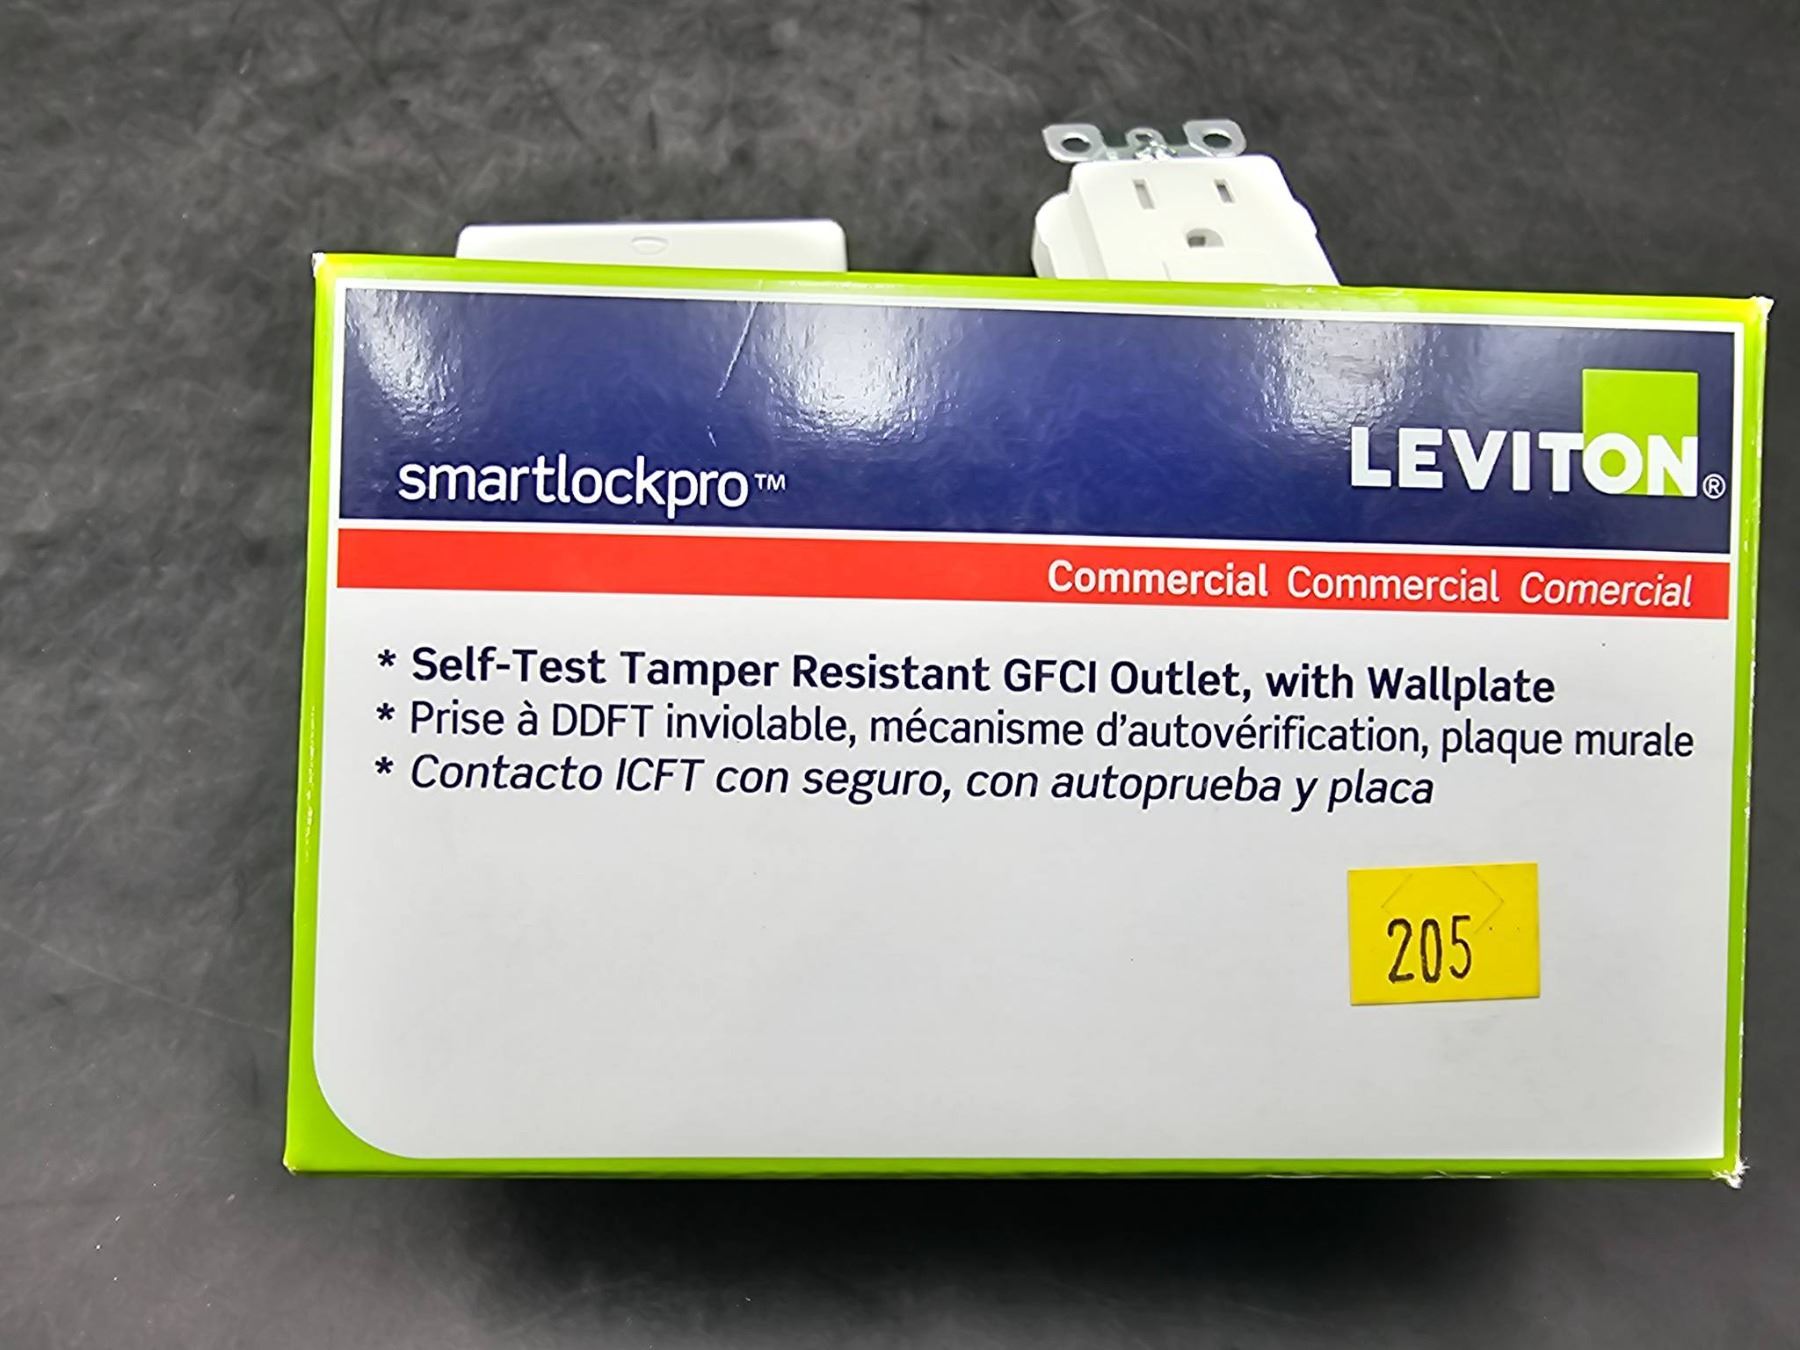 smartlockpro™
LEVITON®
Commercial Commercial Comercial
* Self-Test Tamper Resistant GFCI Outlet, with Wallplate
* Prise à DDFT inviolable, mécanisme d'autovérification, plaque murale
* Contacto ICFT con seguro, con autoprueba y placa
205